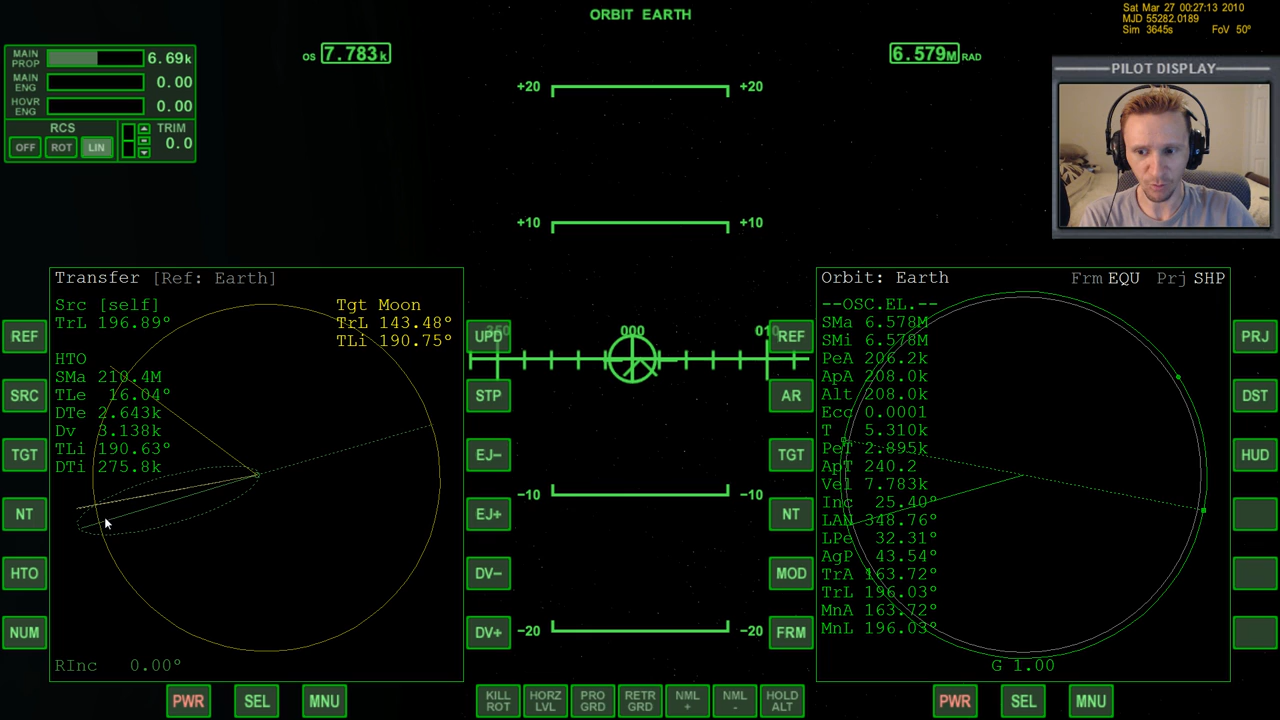 ORBIT EARTH
Sat Mar 27 00:27:13 2010
MJD 55282.0189
Sim 3645s FoV 50°
MAIN PROP 6.69k
MAIN ENG 0.00
HOVR ENG 0.00
RCS TRIM
OFF ROT LIN 0.0
OS 7.783k
6.579M RAD
PILOT DISPLAY
+20 +20
+10 +10
-10 -10
-20 -20
350 000 010
Transfer [Ref: Earth]
Src [self]
TrL 196.89°
HTO
SMa 210.4M
TLe 16.04°
DTe 2.643k
Dv 3.138k
TLi 190.63°
DTi 275.8k
Tgt Moon
TrL 143.48°
TLi 190.75°
RInc 0.00°
REF
SRC
TGT
NT
HTO
NUM
UPD
STP
EJ-
EJ+
DV-
DV+
PWR SEL MNU
KILL ROT
HORZ LVL
PRO GRD
RETR GRD
NML +
NML -
HOLD ALT
Orbit: Earth Frm EQU Prj SHP
--OSC.EL.--
SMa 6.578M
SMi 6.578M
PeA 206.2k
ApA 208.0k
Alt 208.0k
Ecc 0.0001
T 5.310k
PeT 2.895k
ApT 240.2
Vel 7.783k
Inc 25.40°
LAN 348.76°
LPe 32.31°
AgP 43.54°
TrA 163.72°
TrL 196.03°
MnA 163.72°
MnL 196.03°
G 1.00
REF
AR
TGT
NT
MOD
FRM
PRJ
DST
HUD
PWR SEL MNU